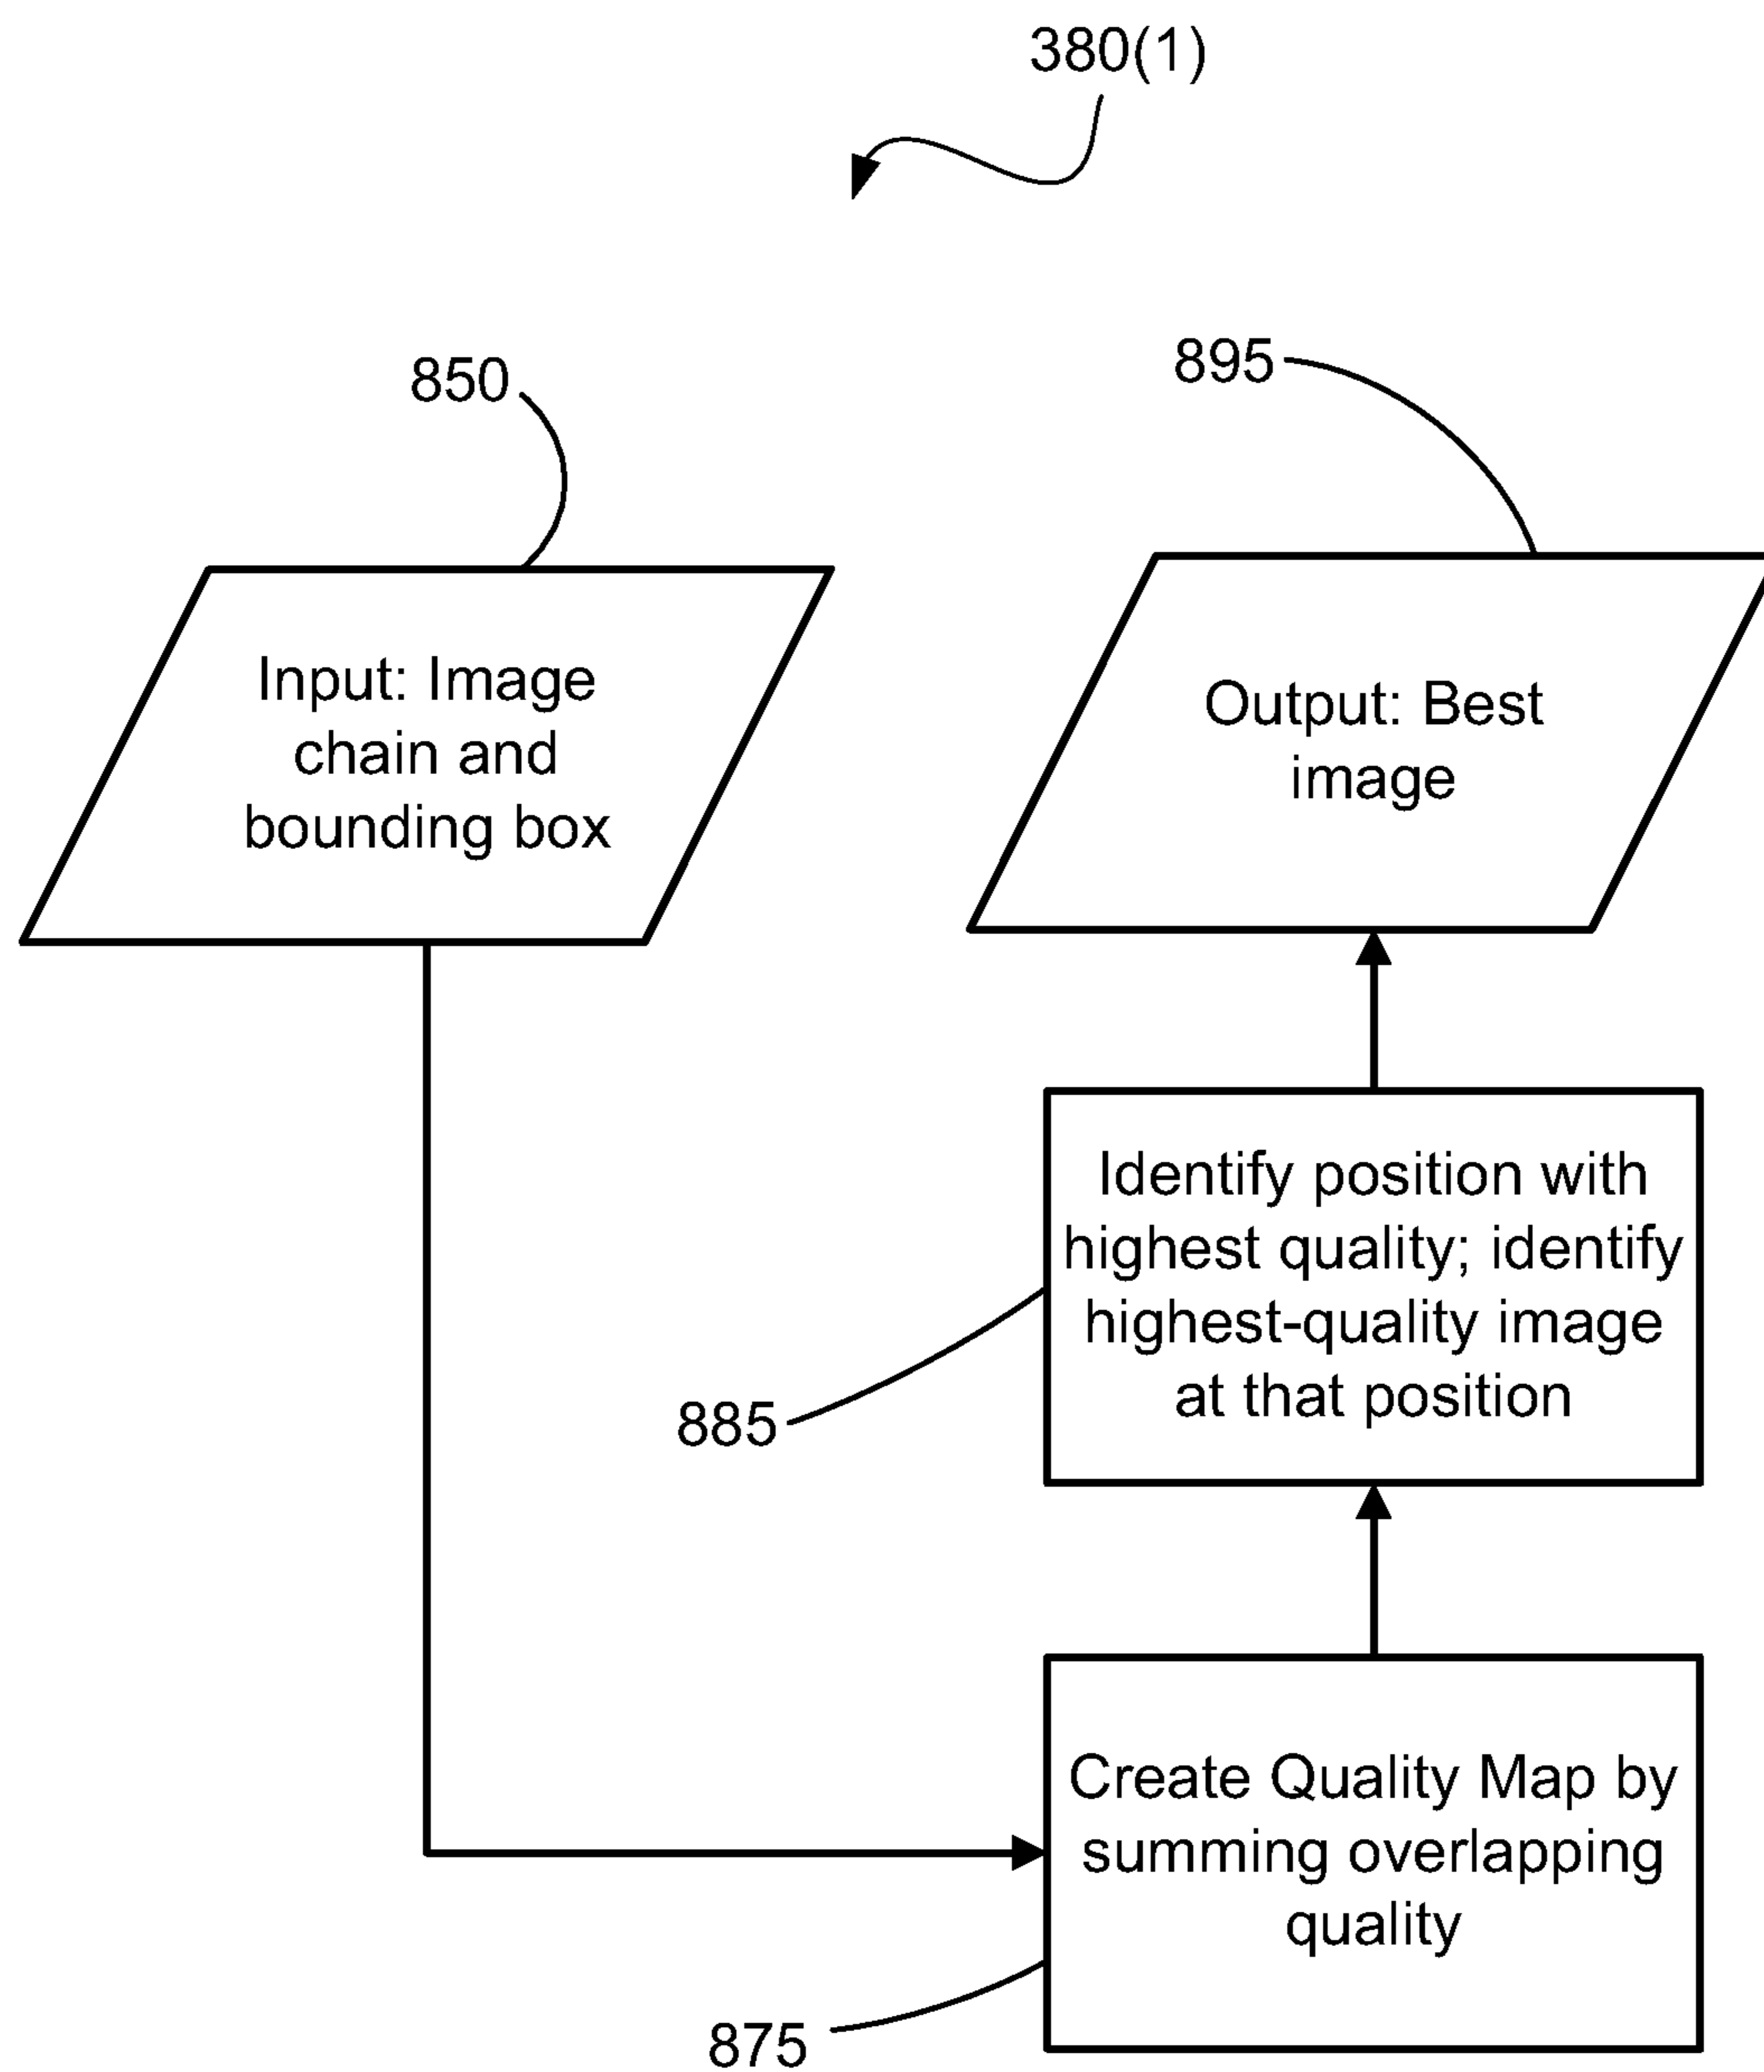 380(1)
850
895
Input: Image
chain and
bounding box
Output: Best
image
Identify position with
highest quality; identify
highest-quality image
at that position
885
Create Quality Map by
summing overlapping
quality
875